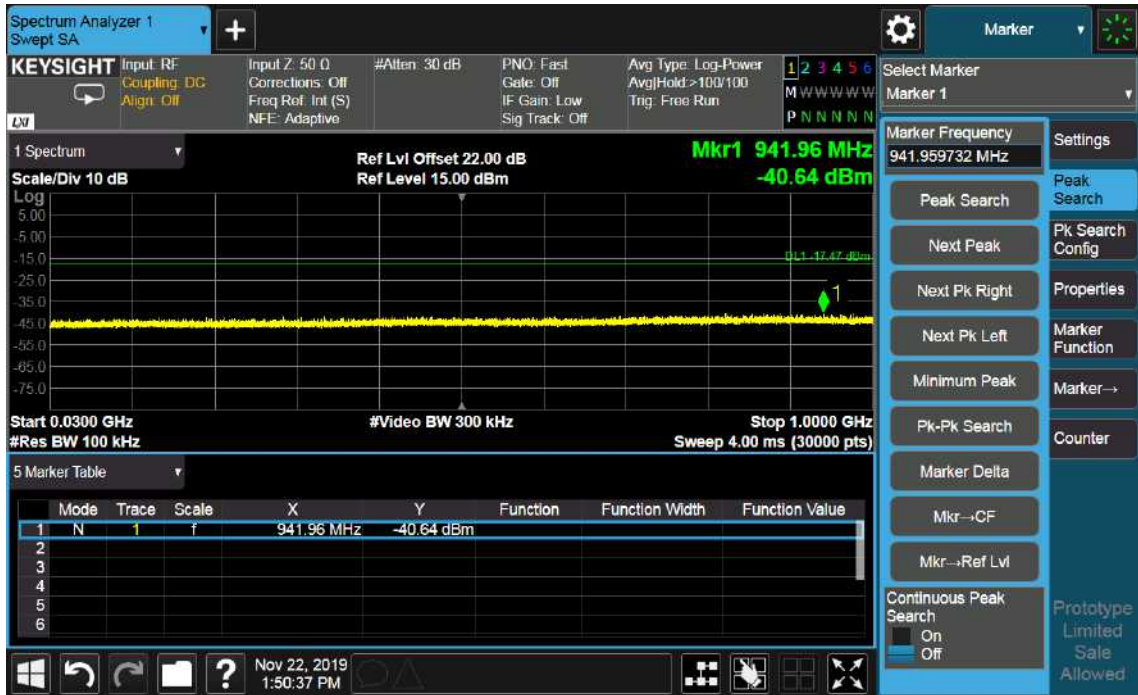 Spectrum Analyzer 1
Swept SA
+
Marker
KEYSIGHT
Input: RF
Coupling: DC
Align: Off
Input Z: 50 Ω
Corrections: Off
Freq Ref: Int (S)
NFE: Adaptive
#Atten: 30 dB
PNO: Fast
Gate: Off
IF Gain: Low
Sig Track: Off
Avg Type: Log-Power
Avg|Hold:>100/100
Trig: Free Run
1 2 3 4 5 6
M W W W W W
P N N N N N
LXI
Select Marker
Marker 1
1 Spectrum
Scale/Div 10 dB
Ref Lvl Offset 22.00 dB
Ref Level 15.00 dBm
Mkr1 941.96 MHz
-40.64 dBm
Log
5.00
-5.00
-15.0
-25.0
-35.0
-45.0
-55.0
-65.0
-75.0
DL1 -17.47 dBm
1
Start 0.0300 GHz
#Res BW 100 kHz
#Video BW 300 kHz
Stop 1.0000 GHz
Sweep 4.00 ms (30000 pts)
5 Marker Table
Mode Trace Scale X Y Function Function Width Function Value
1 N 1 f 941.96 MHz -40.64 dBm
2
3
4
5
6
Marker Frequency
941.959732 MHz
Peak Search
Next Peak
Next Pk Right
Next Pk Left
Minimum Peak
Pk-Pk Search
Marker Delta
Mkr→CF
Mkr→Ref Lvl
Continuous Peak
Search
On
Off
Settings
Peak
Search
Pk Search
Config
Properties
Marker
Function
Marker→
Counter
Prototype
Limited
Sale
Allowed
?
Nov 22, 2019
1:50:37 PM